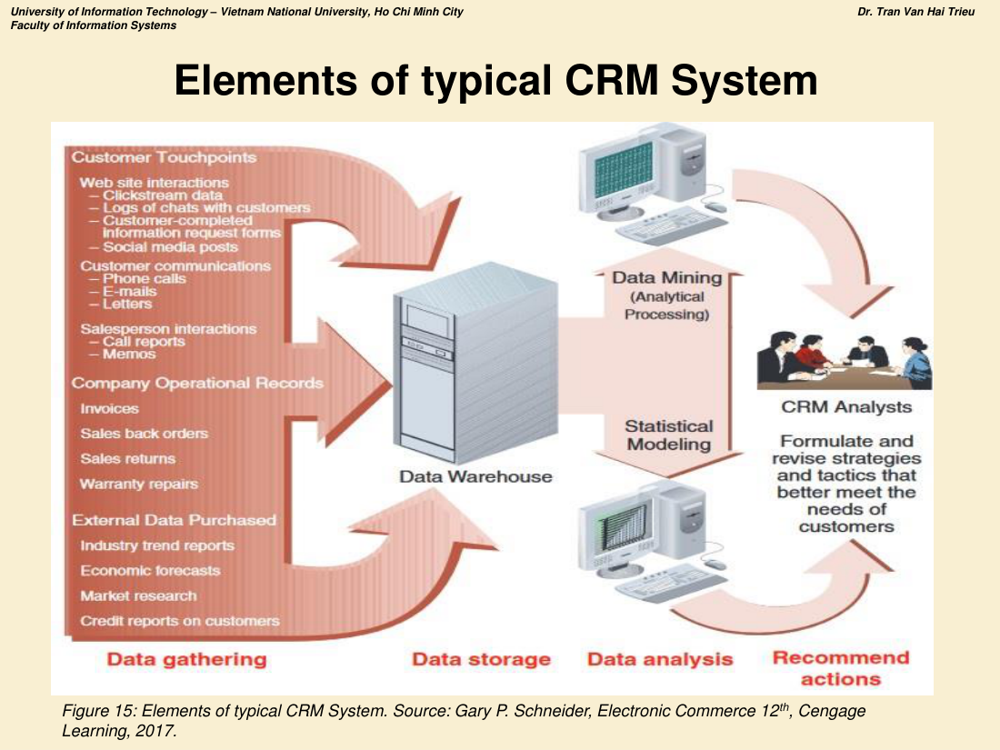 University of Information Technology – Vietnam National University, Ho Chi Minh City
Dr. Tran Van Hai Trieu
Faculty of Information Systems
Elements of typical CRM System
Customer Touchpoints
Web site interactions
– Clickstream data
– Logs of chats with customers
– Customer-completed
information request forms
– Social media posts
Customer communications
– Phone calls
– E-mails
– Letters
Salesperson interactions
– Call reports
– Memos
Company Operational Records
Invoices
Sales back orders
Sales returns
Warranty repairs
External Data Purchased
Industry trend reports
Economic forecasts
Market research
Credit reports on customers
Data Warehouse
Data Mining
(Analytical
Processing)
Statistical
Modeling
CRM Analysts
Formulate and
revise strategies
and tactics that
better meet the
needs of
customers
Data gathering
Data storage
Data analysis
Recommend
actions
Figure 15: Elements of typical CRM System. Source: Gary P. Schneider, Electronic Commerce 12th, Cengage
Learning, 2017.